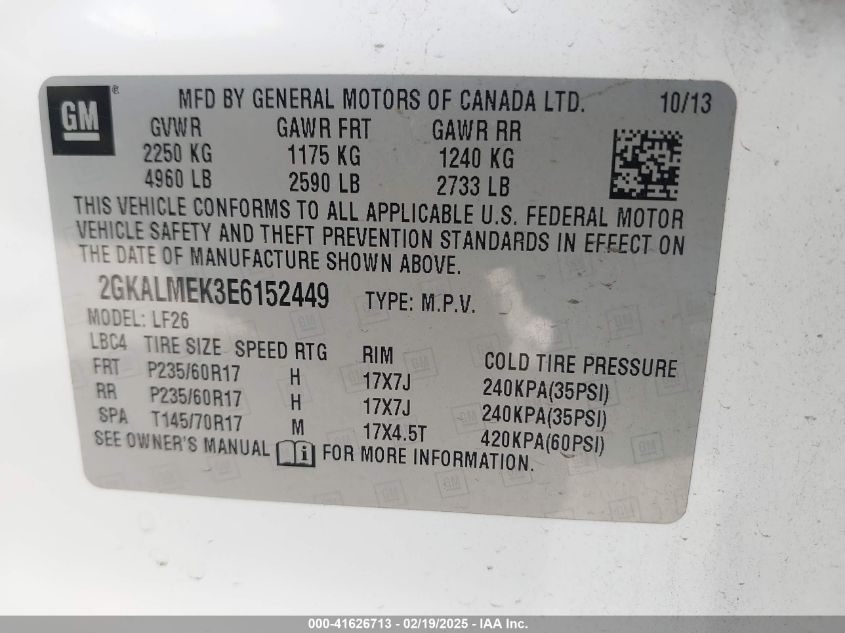 GM ®
MFD BY GENERAL MOTORS OF CANADA LTD. 10/13
GVWR GAWR FRT GAWR RR
2250 KG 1175 KG 1240 KG
4960 LB 2590 LB 2733 LB
THIS VEHICLE CONFORMS TO ALL APPLICABLE U.S. FEDERAL MOTOR
VEHICLE SAFETY AND THEFT PREVENTION STANDARDS IN EFFECT ON
THE DATE OF MANUFACTURE SHOWN ABOVE.
2GKALMEK3E6152449 TYPE: M.P.V.
MODEL: LF26
LBC4 TIRE SIZE SPEED RTG RIM COLD TIRE PRESSURE
FRT P235/60R17 H 17X7J 240KPA(35PSI)
RR P235/60R17 H 17X7J 240KPA(35PSI)
SPA T145/70R17 M 17X4.5T 420KPA(60PSI)
SEE OWNER'S MANUAL i FOR MORE INFORMATION.
000-41626713 - 02/19/2025 - IAA Inc.